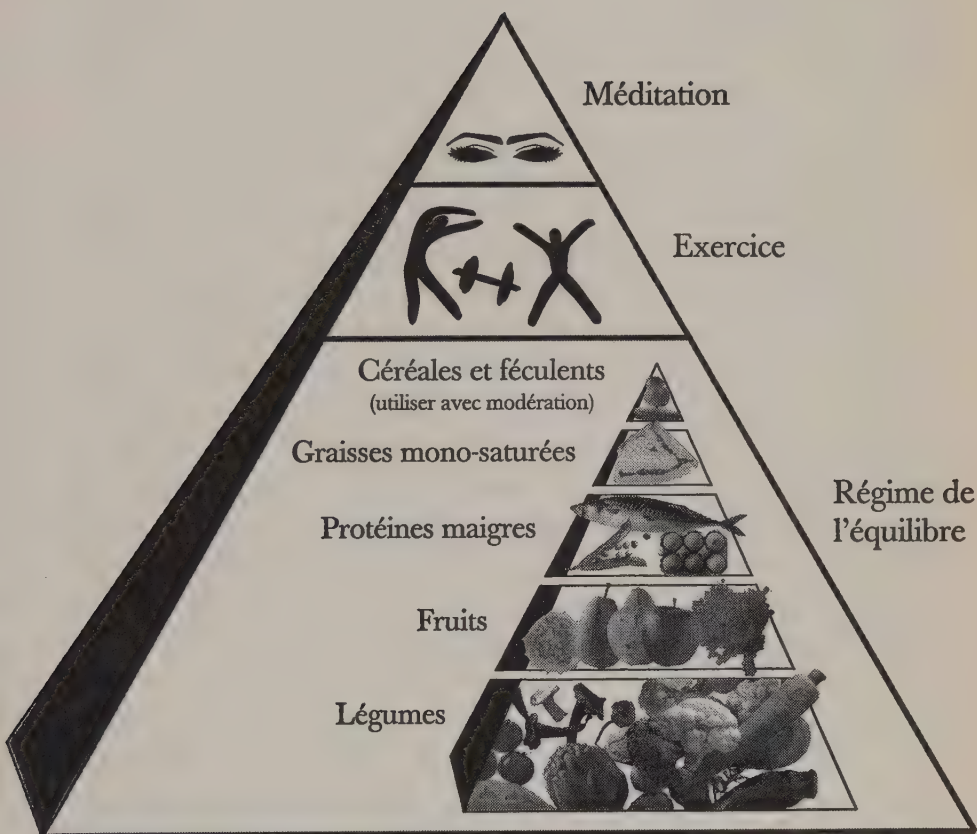 Méditation
Exercice
Céréales et féculents
(utiliser avec modération)
Graisses mono-saturées
Protéines maigres
Régime de
l'équilibre
Fruits
Légumes